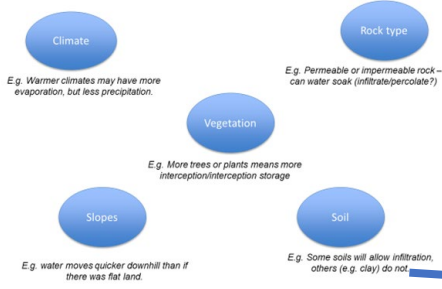 Climate
E.g. Warmer climates may have more
evaporation, but less precipitation.
Rock type
E.g. Permeable or impermeable rock –
can water soak (infiltrate/percolate?)
Vegetation
E.g. More trees or plants means more
interception/interception storage
Slopes
E.g. water moves quicker downhill than if
there was flat land.
Soil
E.g. Some soils will allow infiltration,
others (e.g. clay) do not.